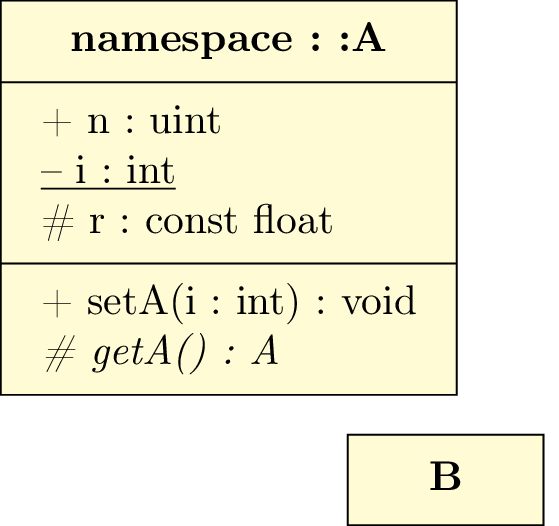 namespace : :A
+ n : uint
– i : int
# r : const float
+ setA(i : int) : void
# getA() : A
B